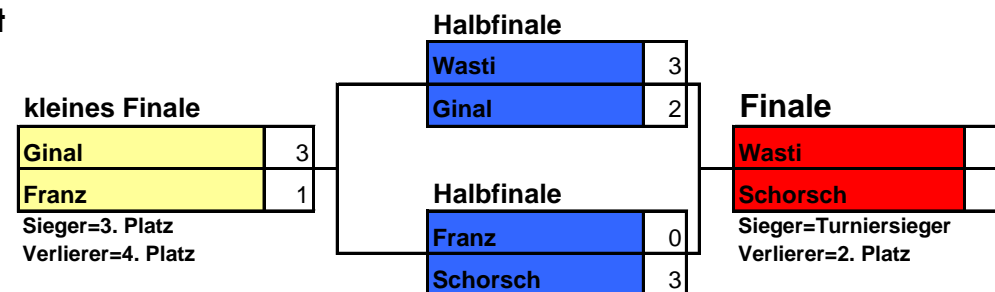 t
Halbfinale
Wasti 3
Ginal 2
kleines Finale
Ginal 3
Franz 1
Sieger=3. Platz
Verlierer=4. Platz
Halbfinale
Franz 0
Schorsch 3
Finale
Wasti
Schorsch
Sieger=Turniersieger
Verlierer=2. Platz